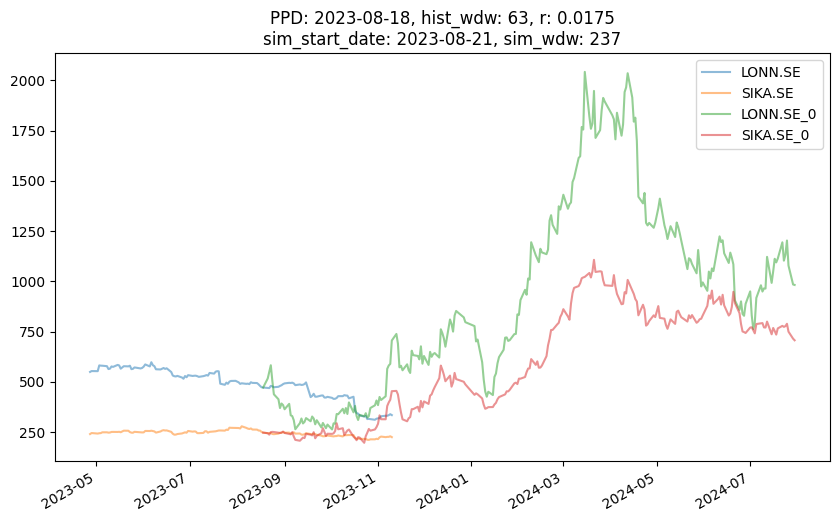 PPD: 2023-08-18, hist_wdw: 63, r: 0.0175
sim_start_date: 2023-08-21, sim_wdw: 237
LONN.SE
SIKA.SE
LONN.SE_0
SIKA.SE_0
2000
1750
1500
1250
1000
750
500
250
2023-05
2023-07
2023-09
2023-11
2024-01
2024-03
2024-05
2024-07